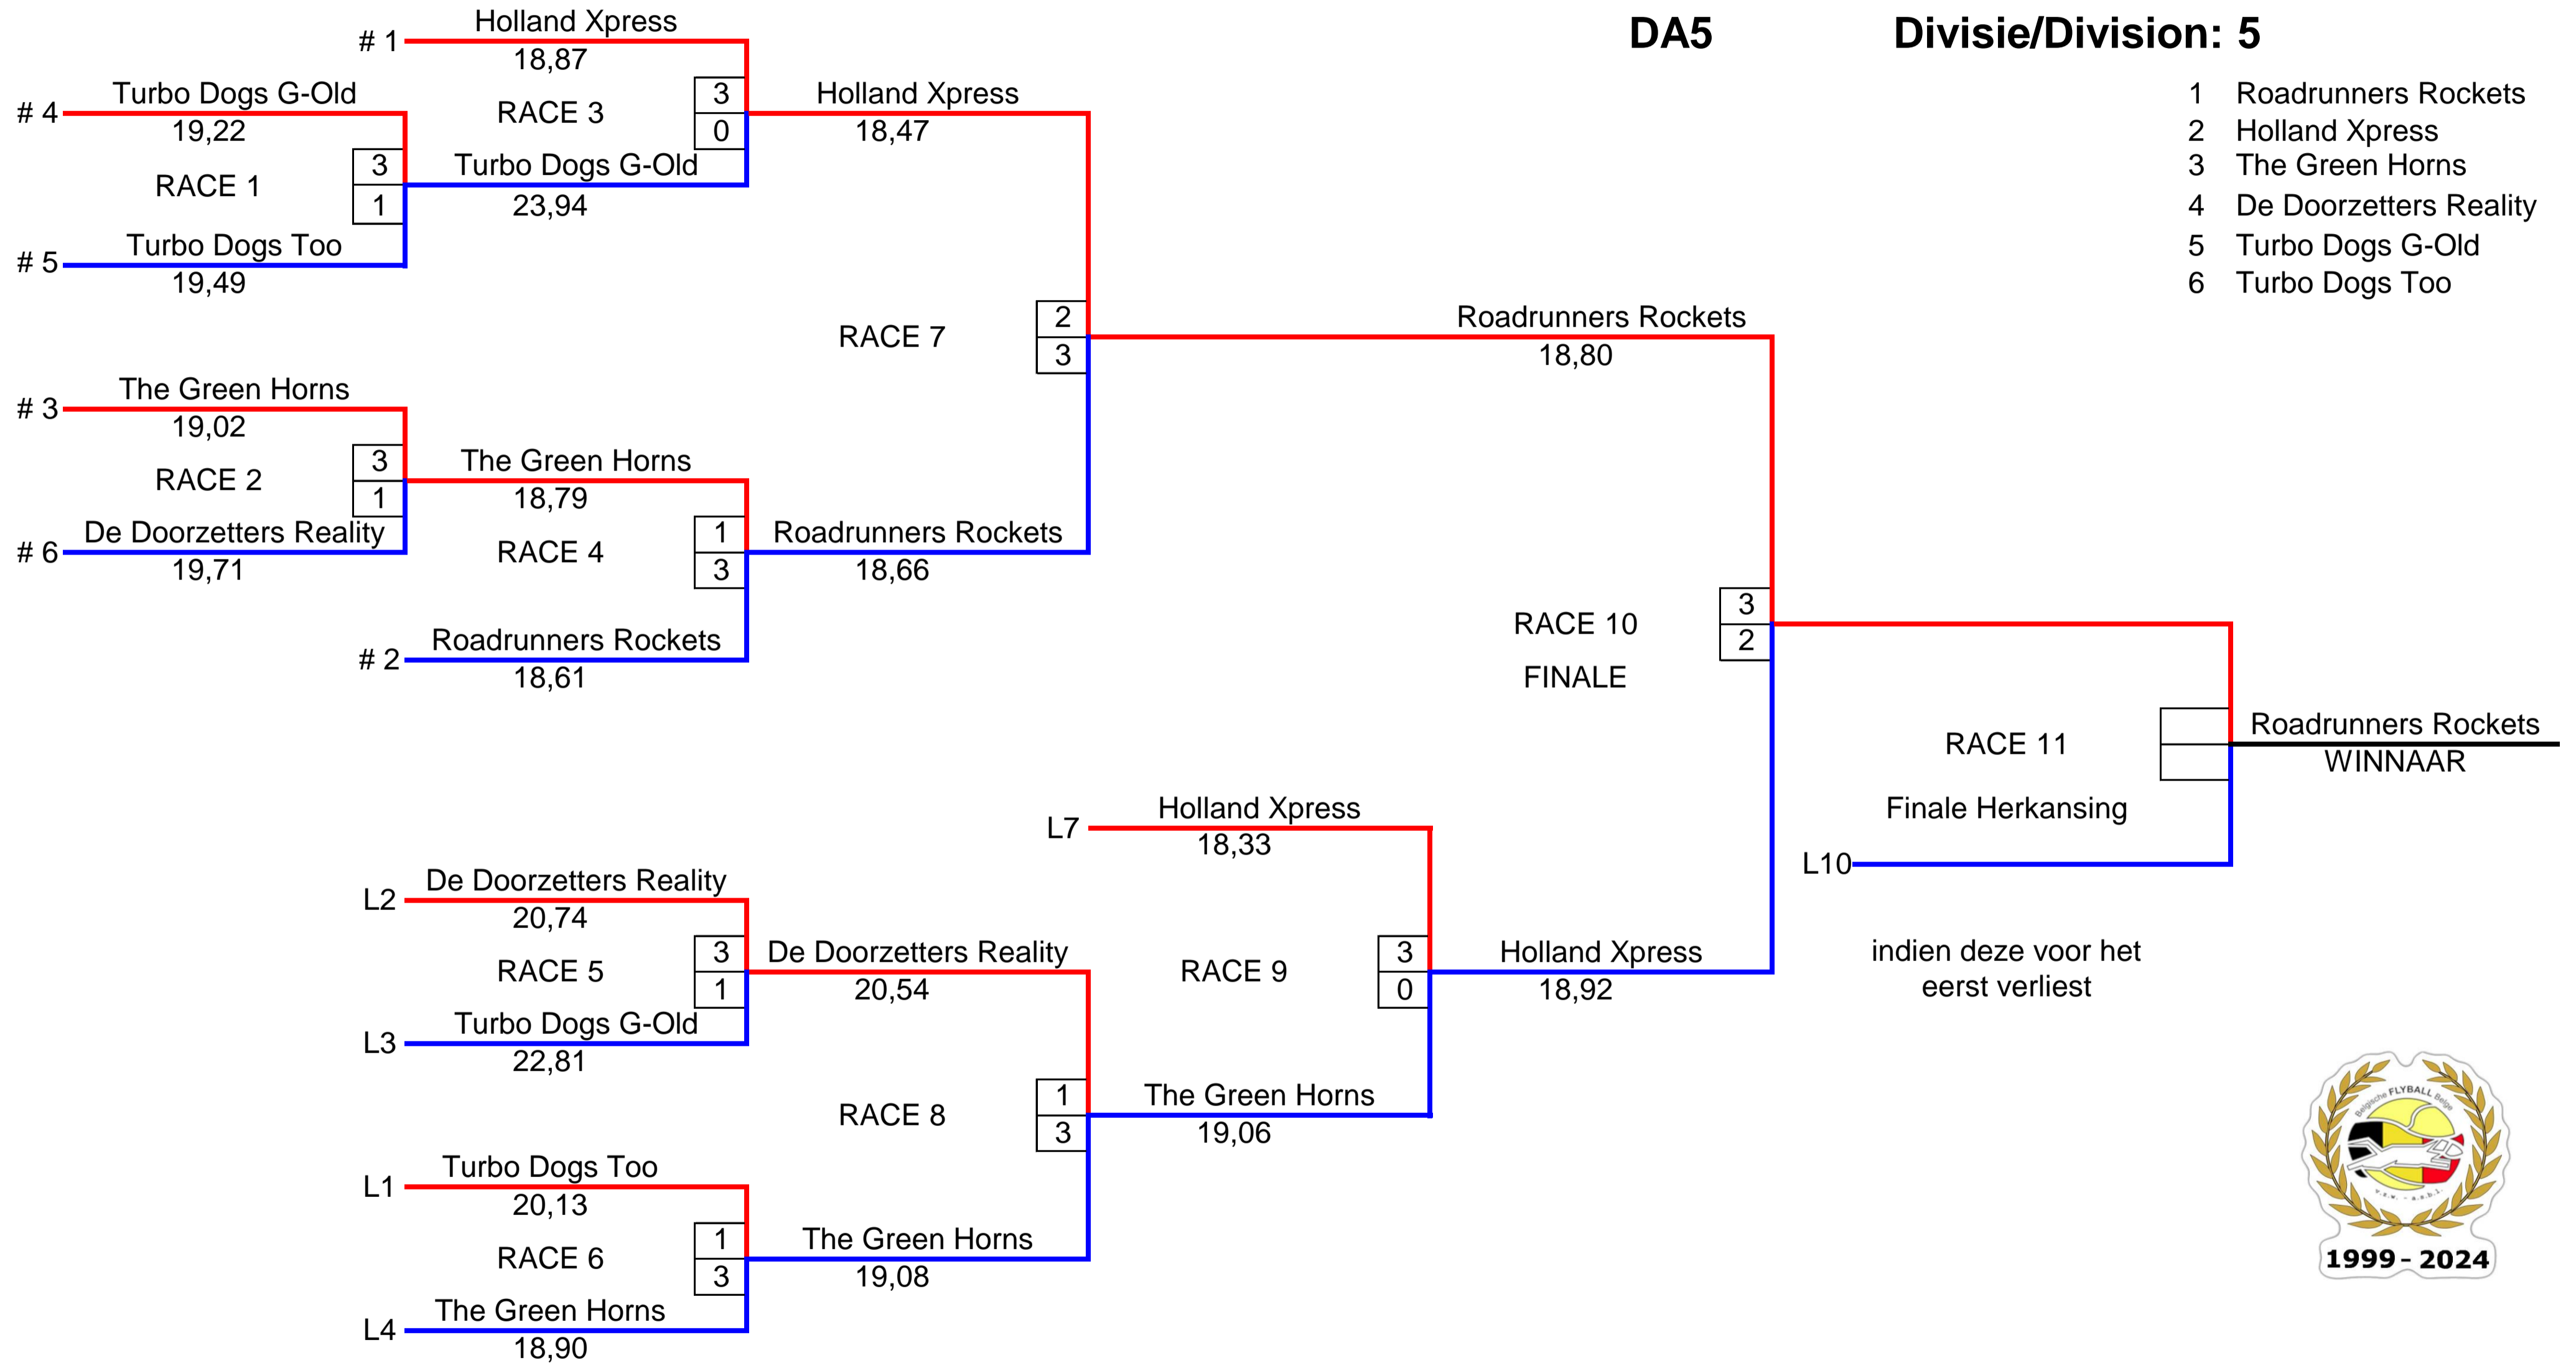 DA5
Divisie/Division: 5
1 Roadrunners Rockets
2 Holland Xpress
3 The Green Horns
4 De Doorzetters Reality
5 Turbo Dogs G-Old
6 Turbo Dogs Too
# 1
Holland Xpress
18,87
# 4
Turbo Dogs G-Old
19,22
RACE 3
3
0
Holland Xpress
18,47
RACE 1
3
1
Turbo Dogs G-Old
23,94
# 5
Turbo Dogs Too
19,49
RACE 7
2
3
Roadrunners Rockets
18,80
# 3
The Green Horns
19,02
RACE 2
3
1
The Green Horns
18,79
# 6
De Doorzetters Reality
19,71
RACE 4
1
3
Roadrunners Rockets
18,66
# 2
Roadrunners Rockets
18,61
RACE 10
FINALE
3
2
RACE 11
Finale Herkansing
Roadrunners Rockets
WINNAAR
L10
indien deze voor het
eerst verliest
L7
Holland Xpress
18,33
L2
De Doorzetters Reality
20,74
RACE 5
3
1
De Doorzetters Reality
20,54
RACE 9
3
0
Holland Xpress
18,92
L3
Turbo Dogs G-Old
22,81
RACE 8
1
3
The Green Horns
19,06
L1
Turbo Dogs Too
20,13
RACE 6
1
3
The Green Horns
19,08
L4
The Green Horns
18,90
Belgische FLYBALL Belge
v.z.w. - a.s.b.l.
1999 - 2024